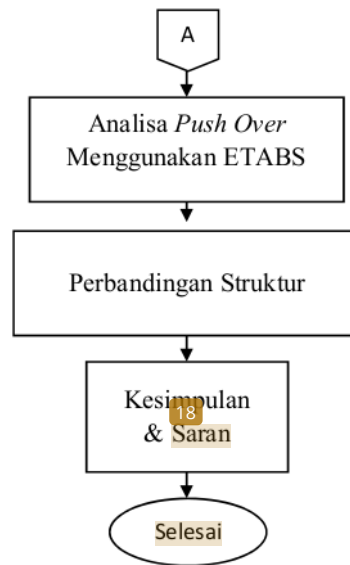 A
Analisa Push Over
Menggunakan ETABS
Perbandingan Struktur
Kesimpulan
18
& Saran
Selesai